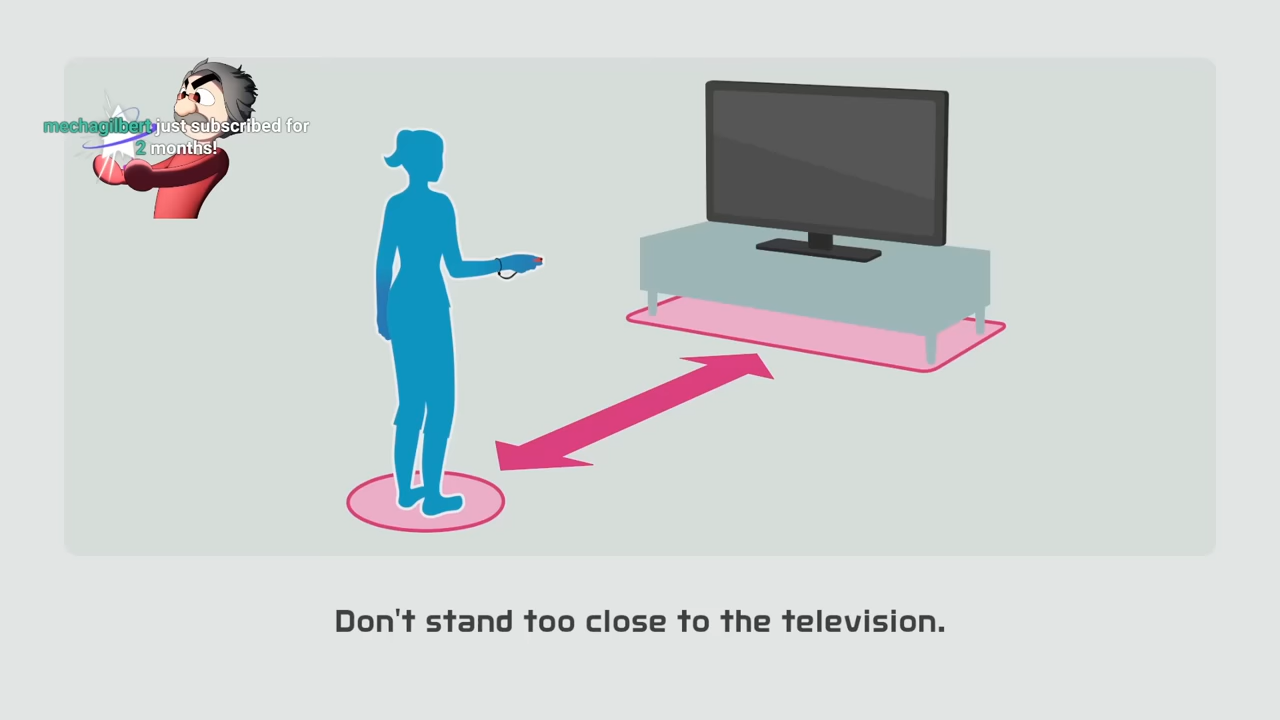 mechagilbert just subscribed for
2 months!
Don't stand too close to the television.